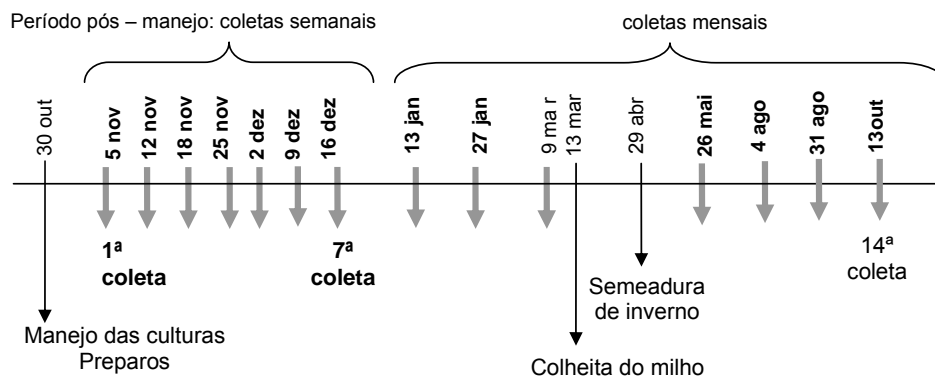 Período pós – manejo: coletas semanais
coletas mensais
30 out
5 nov
12 nov
18 nov
25 nov
2 dez
9 dez
16 dez
13 jan
27 jan
9 ma r
13 mar
29 abr
26 mai
4 ago
31 ago
13out
1ª
coleta
7ª
coleta
14ª
coleta
Semeadura
de inverno
Manejo das culturas
Preparos
Colheita do milho